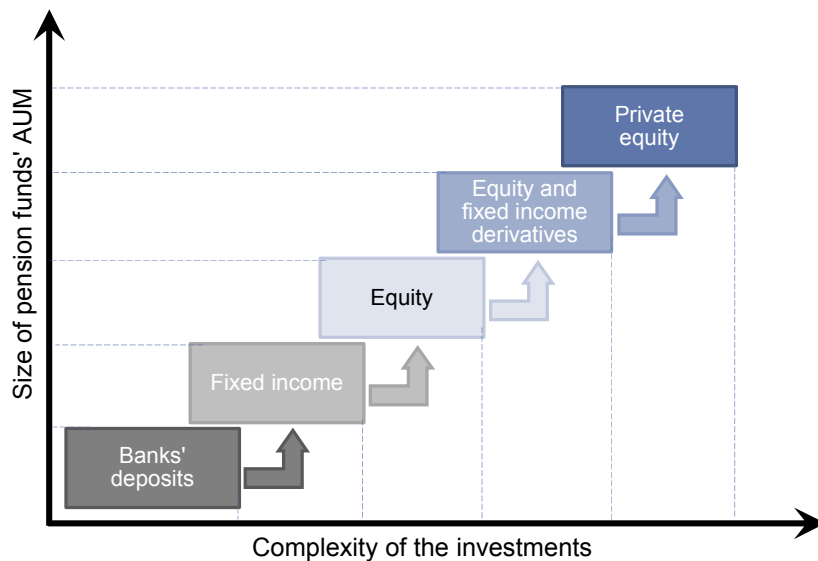 Size of pension funds' AUM
Private
equity
Equity and
fixed income
derivatives
Equity
Fixed income
Banks'
deposits
Complexity of the investments